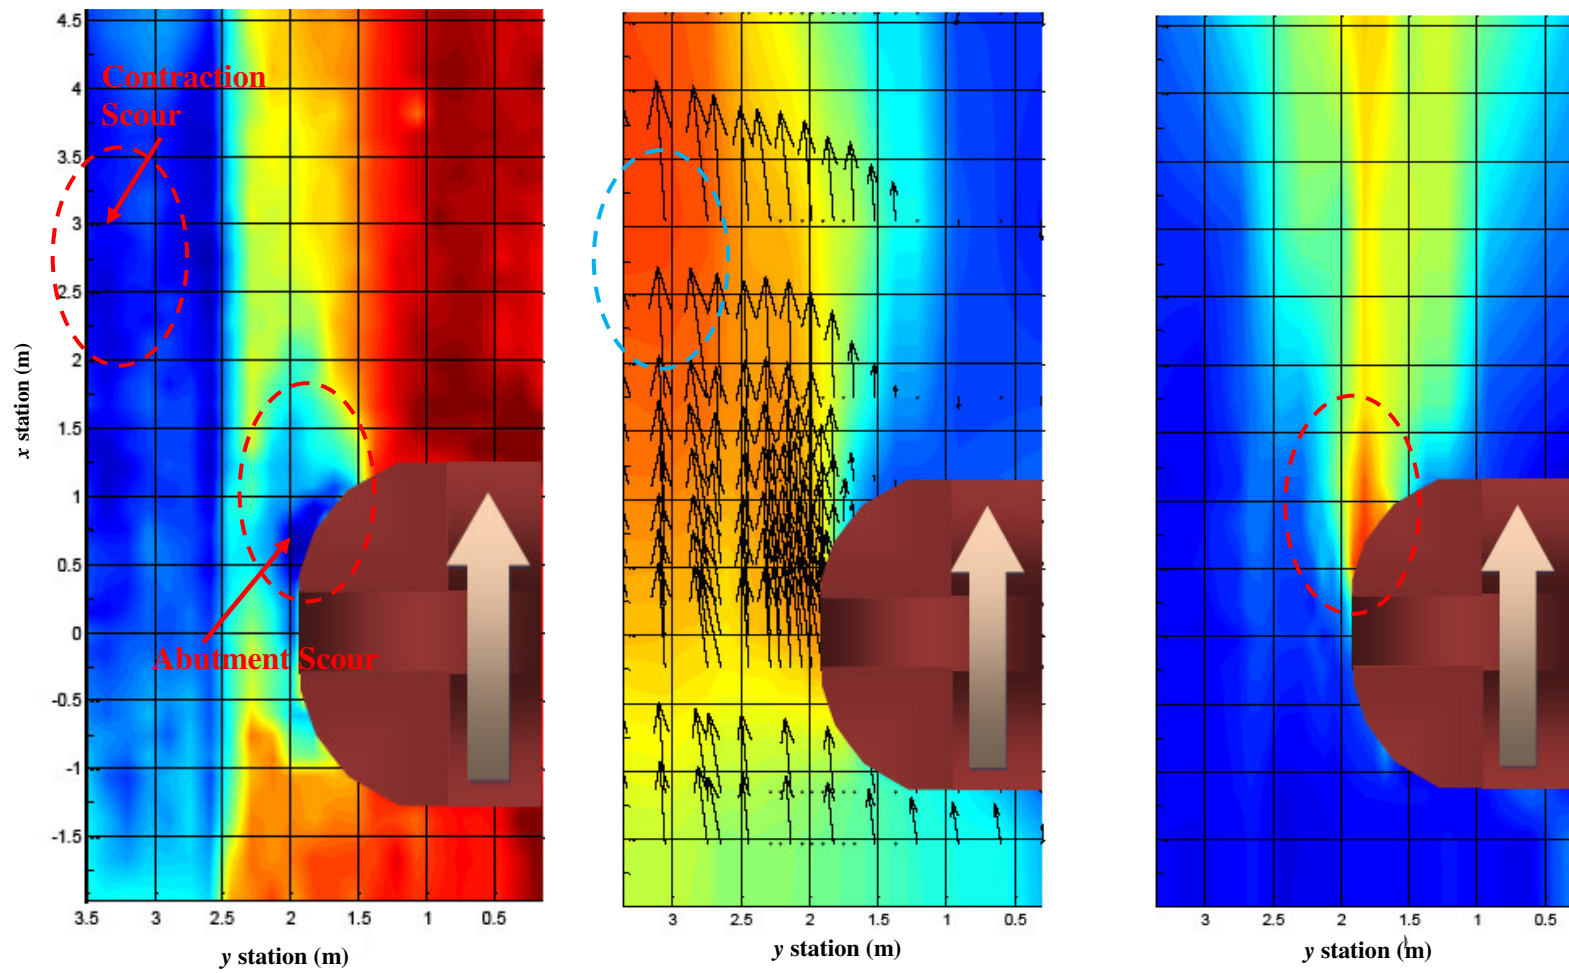 4.5
4
3.5
3
2.5
2
1.5
1
0.5
0
-0.5
-1
-1.5
x station (m)
Contraction
Scour
Abutment Scour
3.5 3 2.5 2 1.5 1 0.5
y station (m)
3 2.5 2 1.5 1 0.5
y station (m)
3 2.5 2 1.5 1 0.5
y station (m)